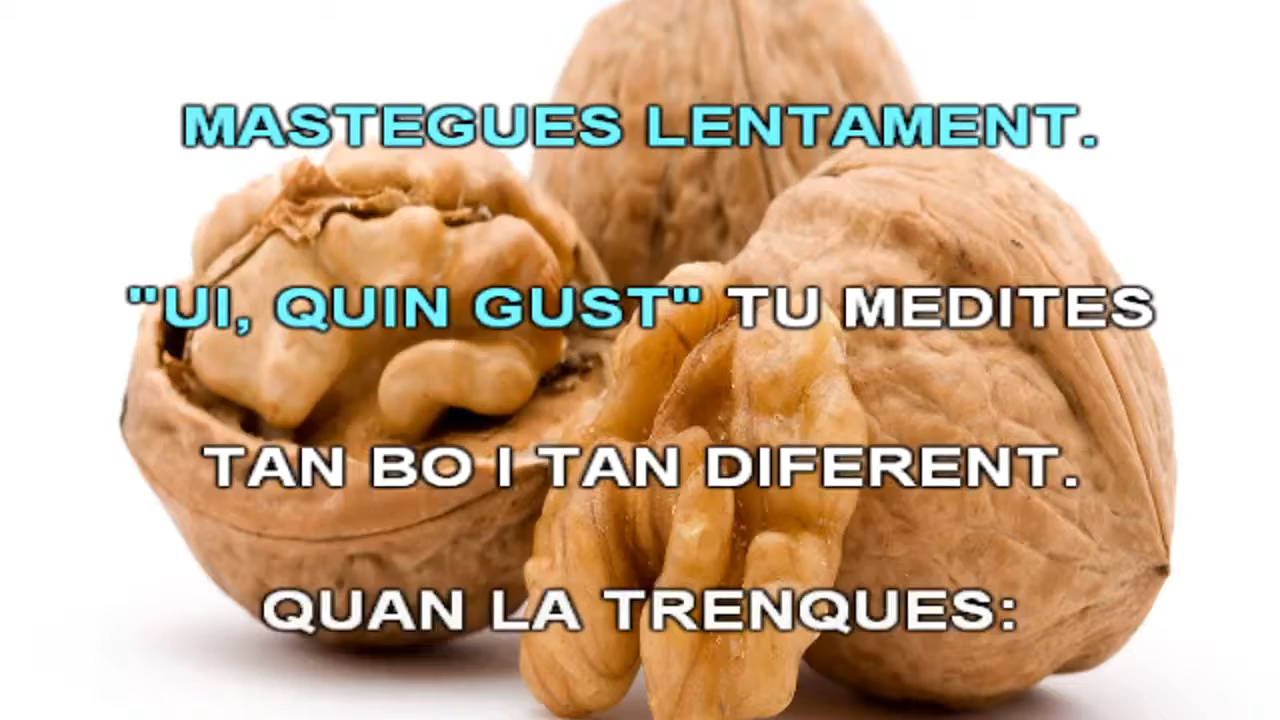 MASTEGUES LENTAMENT.
"UI, QUIN GUST" TU MEDITES
TAN BO I TAN DIFERENT.
QUAN LA TRENQUES: